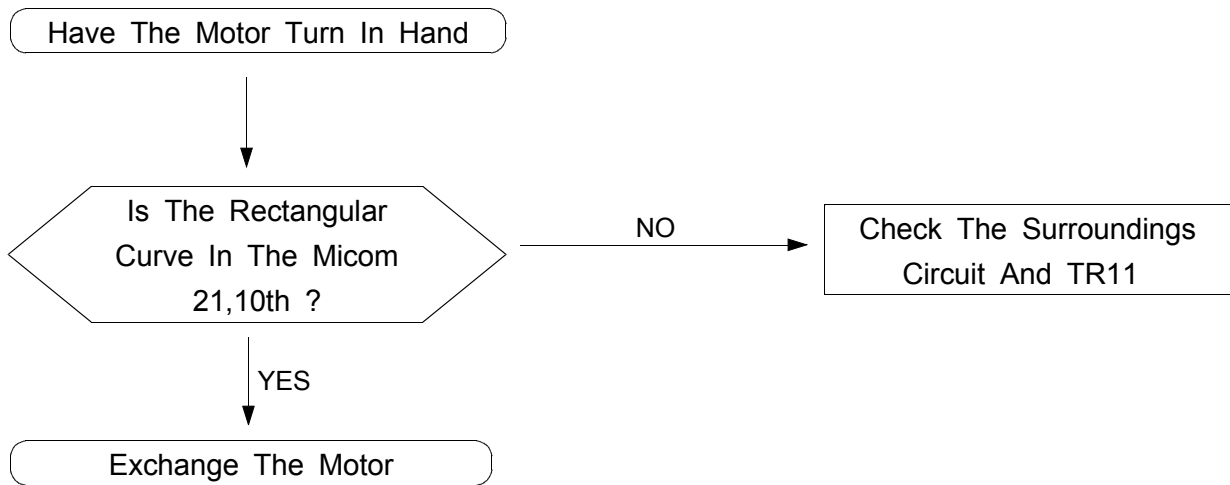 Have The Motor Turn In Hand
Is The Rectangular
Curve In The Micom
21,10th ?
NO
Check The Surroundings
Circuit And TR11
YES
Exchange The Motor